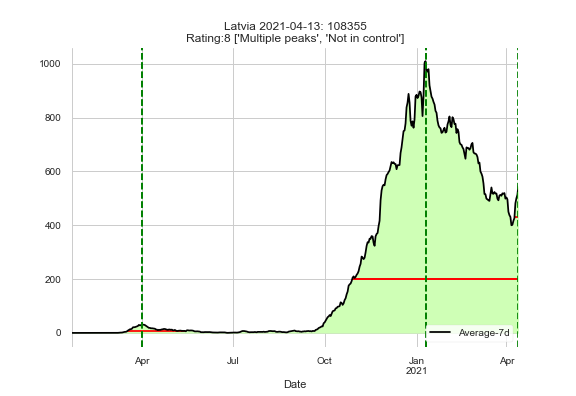 Latvia 2021-04-13: 108355
Rating:8 ['Multiple peaks', 'Not in control']
1000
800
600
400
200
0
Average-7d
Apr
Jul
Oct
Jan
2021
Apr
Date